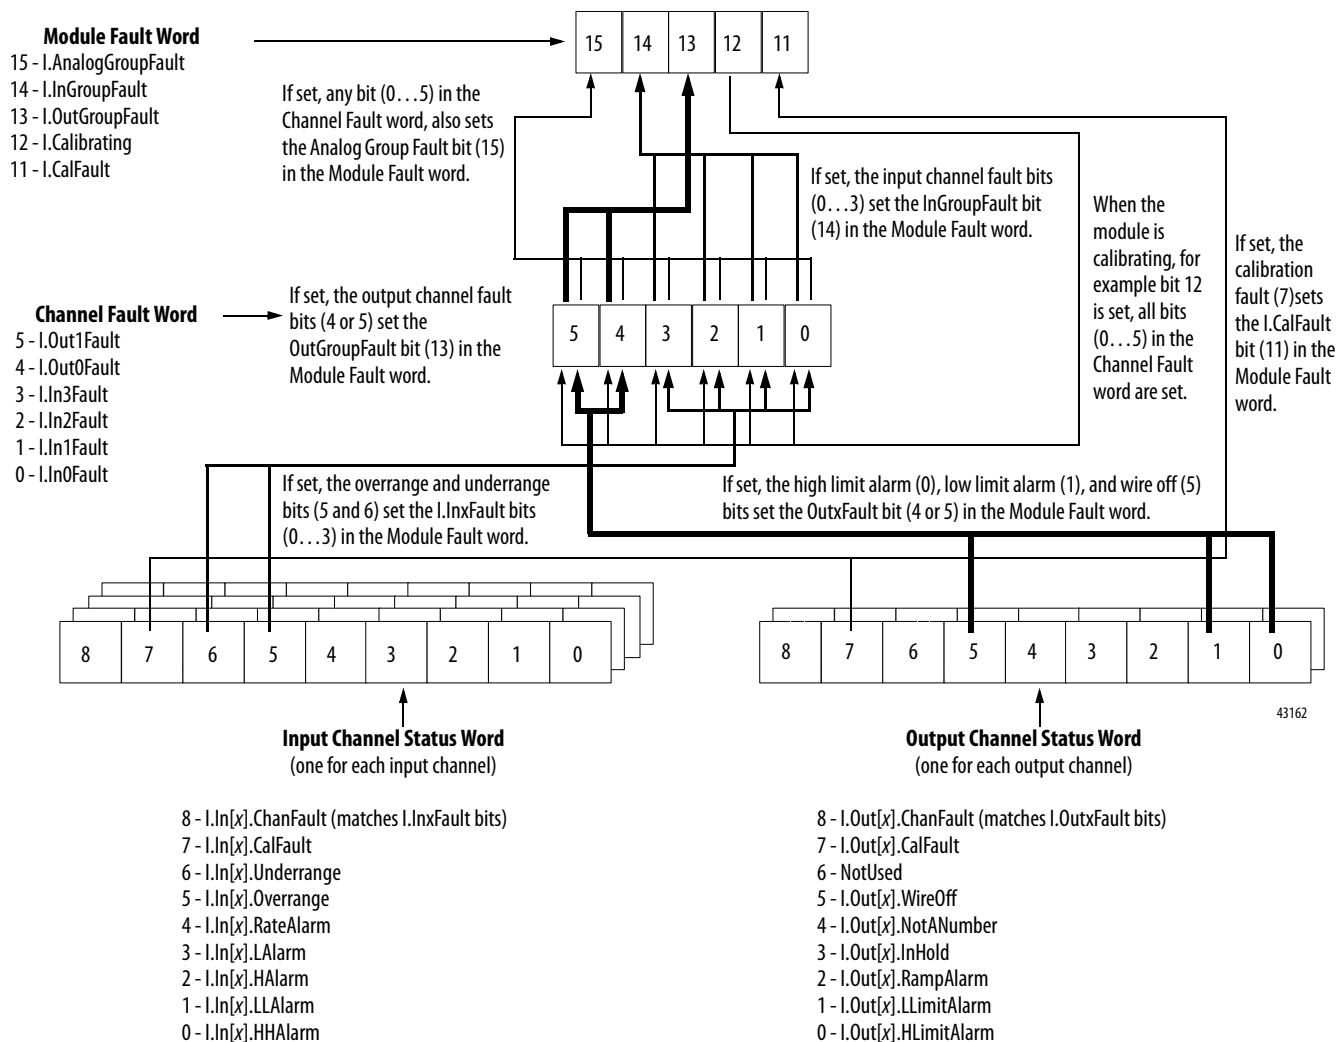 Module Fault Word
15 - I.AnalogGroupFault
14 - I.InGroupFault
13 - I.OutGroupFault
12 - I.Calibrating
11 - I.CalFault
15 14 13 12 11
If set, any bit (0…5) in the
Channel Fault word, also sets
the Analog Group Fault bit (15)
in the Module Fault word.
If set, the input channel fault bits
(0…3) set the InGroupFault bit
(14) in the Module Fault word.
When the
module is
calibrating, for
example bit 12
is set, all bits
(0…5) in the
Channel Fault
word are set.
If set, the
calibration
fault (7)sets
the I.CalFault
bit (11) in the
Module Fault
word.
Channel Fault Word
5 - I.Out1Fault
4 - I.Out0Fault
3 - I.In3Fault
2 - I.In2Fault
1 - I.In1Fault
0 - I.In0Fault
If set, the output channel fault
bits (4 or 5) set the
OutGroupFault bit (13) in the
Module Fault word.
5 4 3 2 1 0
If set, the overrange and underrange
bits (5 and 6) set the I.InxFault bits
(0…3) in the Module Fault word.
If set, the high limit alarm (0), low limit alarm (1), and wire off (5)
bits set the OutxFault bit (4 or 5) in the Module Fault word.
8 7 6 5 4 3 2 1 0
8 7 6 5 4 3 2 1 0
43162
Input Channel Status Word
(one for each input channel)
8 - I.In[x].ChanFault (matches I.InxFault bits)
7 - I.In[x].CalFault
6 - I.In[x].Underrange
5 - I.In[x].Overrange
4 - I.In[x].RateAlarm
3 - I.In[x].LAlarm
2 - I.In[x].HAlarm
1 - I.In[x].LLAlarm
0 - I.In[x].HHAlarm
Output Channel Status Word
(one for each output channel)
8 - I.Out[x].ChanFault (matches I.OutxFault bits)
7 - I.Out[x].CalFault
6 - NotUsed
5 - I.Out[x].WireOff
4 - I.Out[x].NotANumber
3 - I.Out[x].InHold
2 - I.Out[x].RampAlarm
1 - I.Out[x].LLimitAlarm
0 - I.Out[x].HLimitAlarm